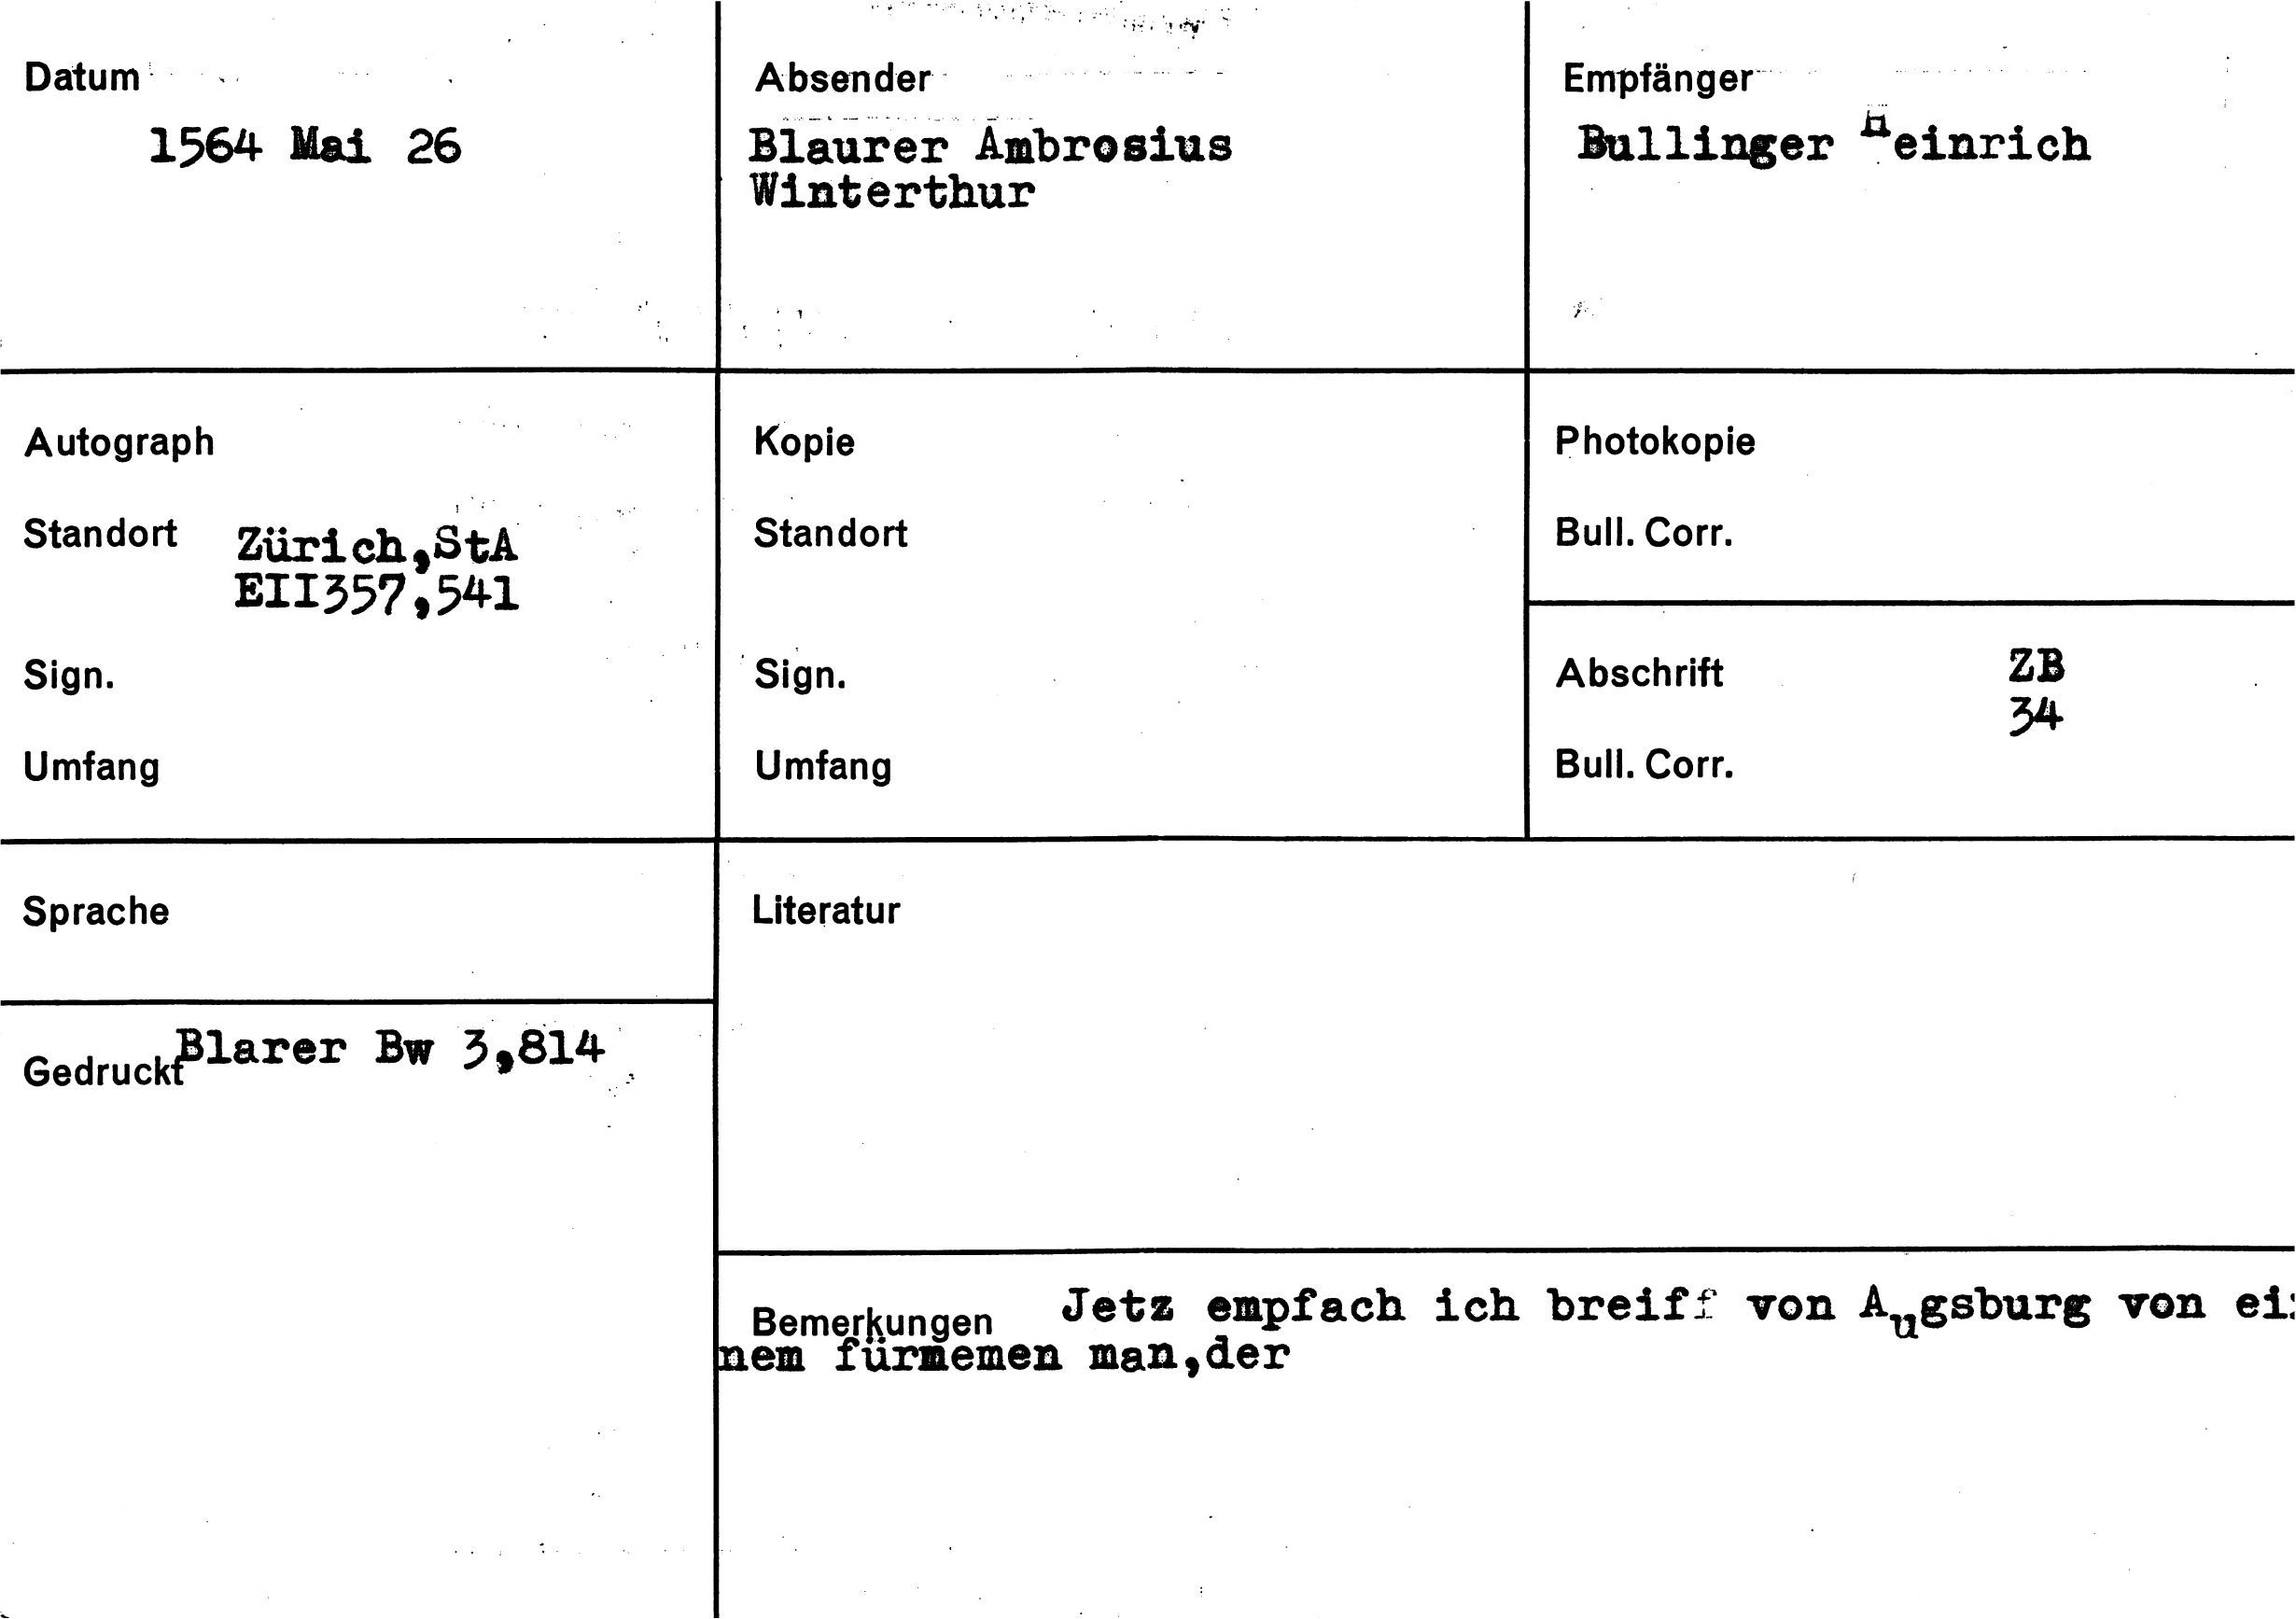 Datum
1564 Mai 26
Absender
Blaurer Ambrosius
Winterthur
Empfänger
Bullinger Heinrich
Autograph
Standort Zürich,StA
EII357,541
Sign.
Umfang
Kopie
Standort
Sign.
Umfang
Photokopie
Bull. Corr.
Abschrift ZB
34
Bull. Corr.
Sprache
Gedruckt Blarer Bw 3,814
Literatur
Bemerkungen Jetz empfach ich breiff von Augsburg von ei
nem fürmemen man,der